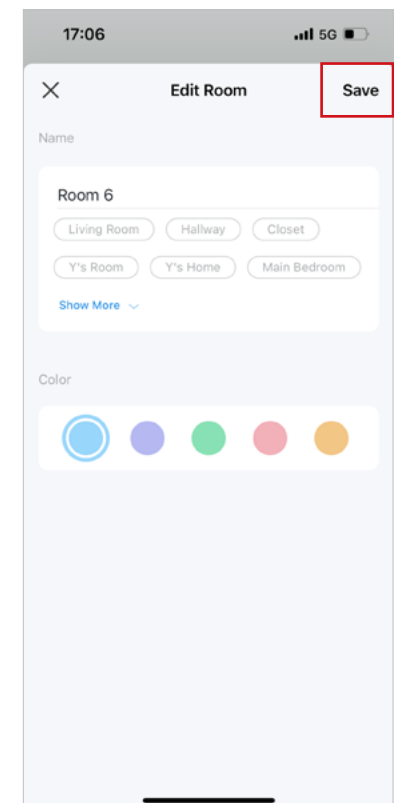 17:06 5G
Edit Room Save
Name
Room 6
Living Room Hallway Closet
Y's Room Y's Home Main Bedroom
Show More
Color